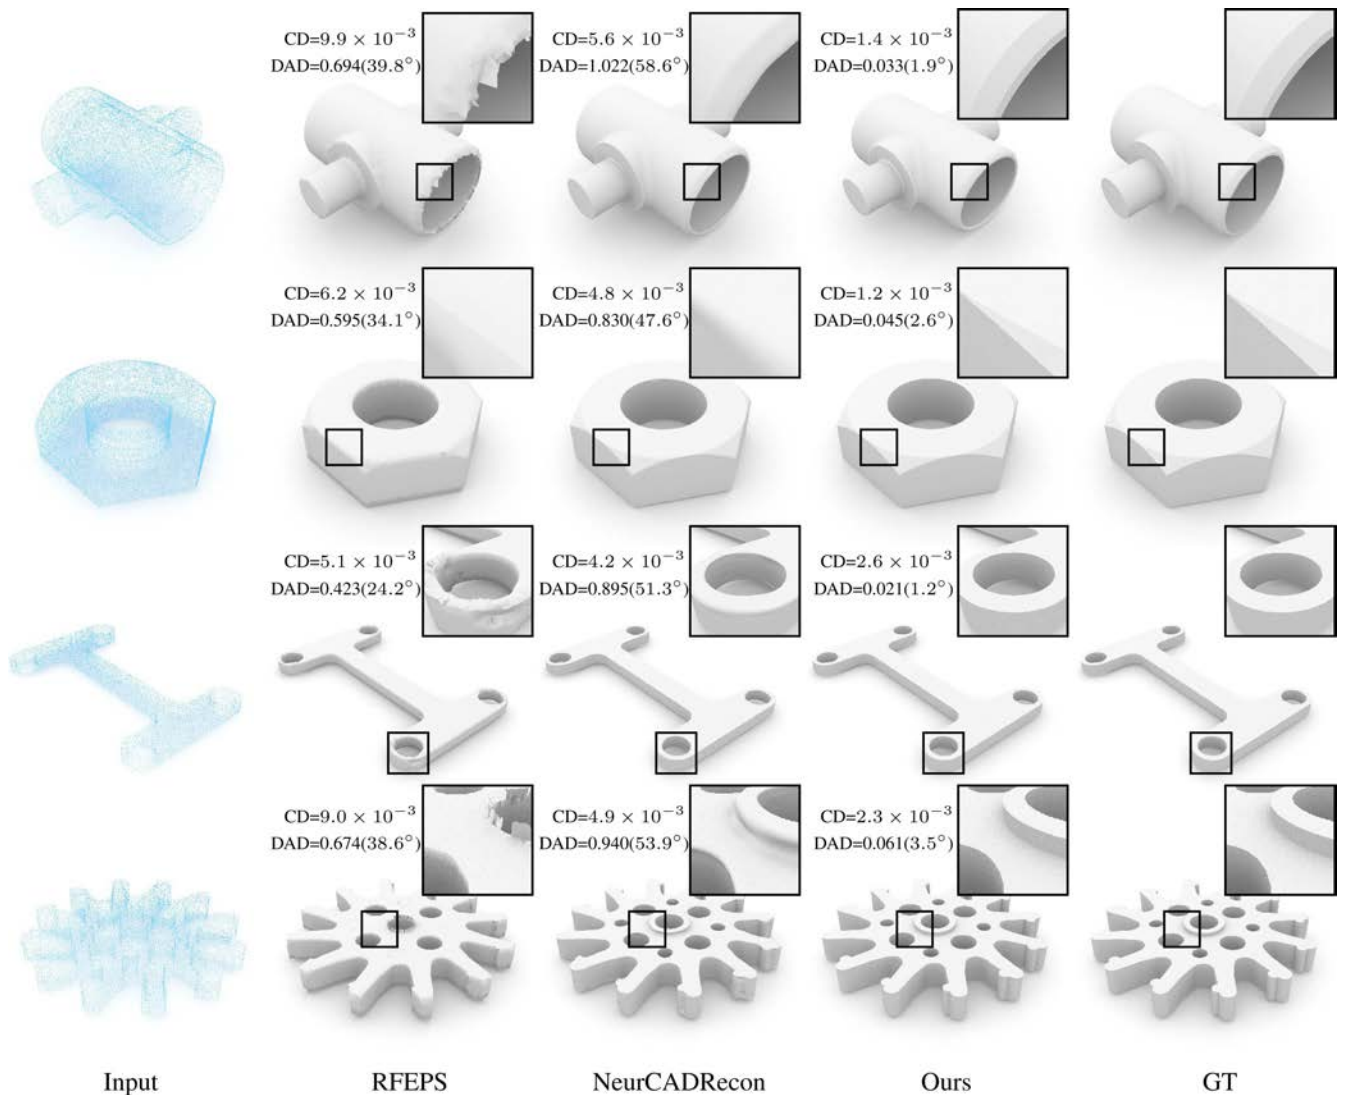 CD=9.9 × 10⁻³
DAD=0.694(39.8°)
CD=5.6 × 10⁻³
DAD=1.022(58.6°)
CD=1.4 × 10⁻³
DAD=0.033(1.9°)
CD=6.2 × 10⁻³
DAD=0.595(34.1°)
CD=4.8 × 10⁻³
DAD=0.830(47.6°)
CD=1.2 × 10⁻³
DAD=0.045(2.6°)
CD=5.1 × 10⁻³
DAD=0.423(24.2°)
CD=4.2 × 10⁻³
DAD=0.895(51.3°)
CD=2.6 × 10⁻³
DAD=0.021(1.2°)
CD=9.0 × 10⁻³
DAD=0.674(38.6°)
CD=4.9 × 10⁻³
DAD=0.940(53.9°)
CD=2.3 × 10⁻³
DAD=0.061(3.5°)
Input RFEPS NeurCADRecon Ours GT